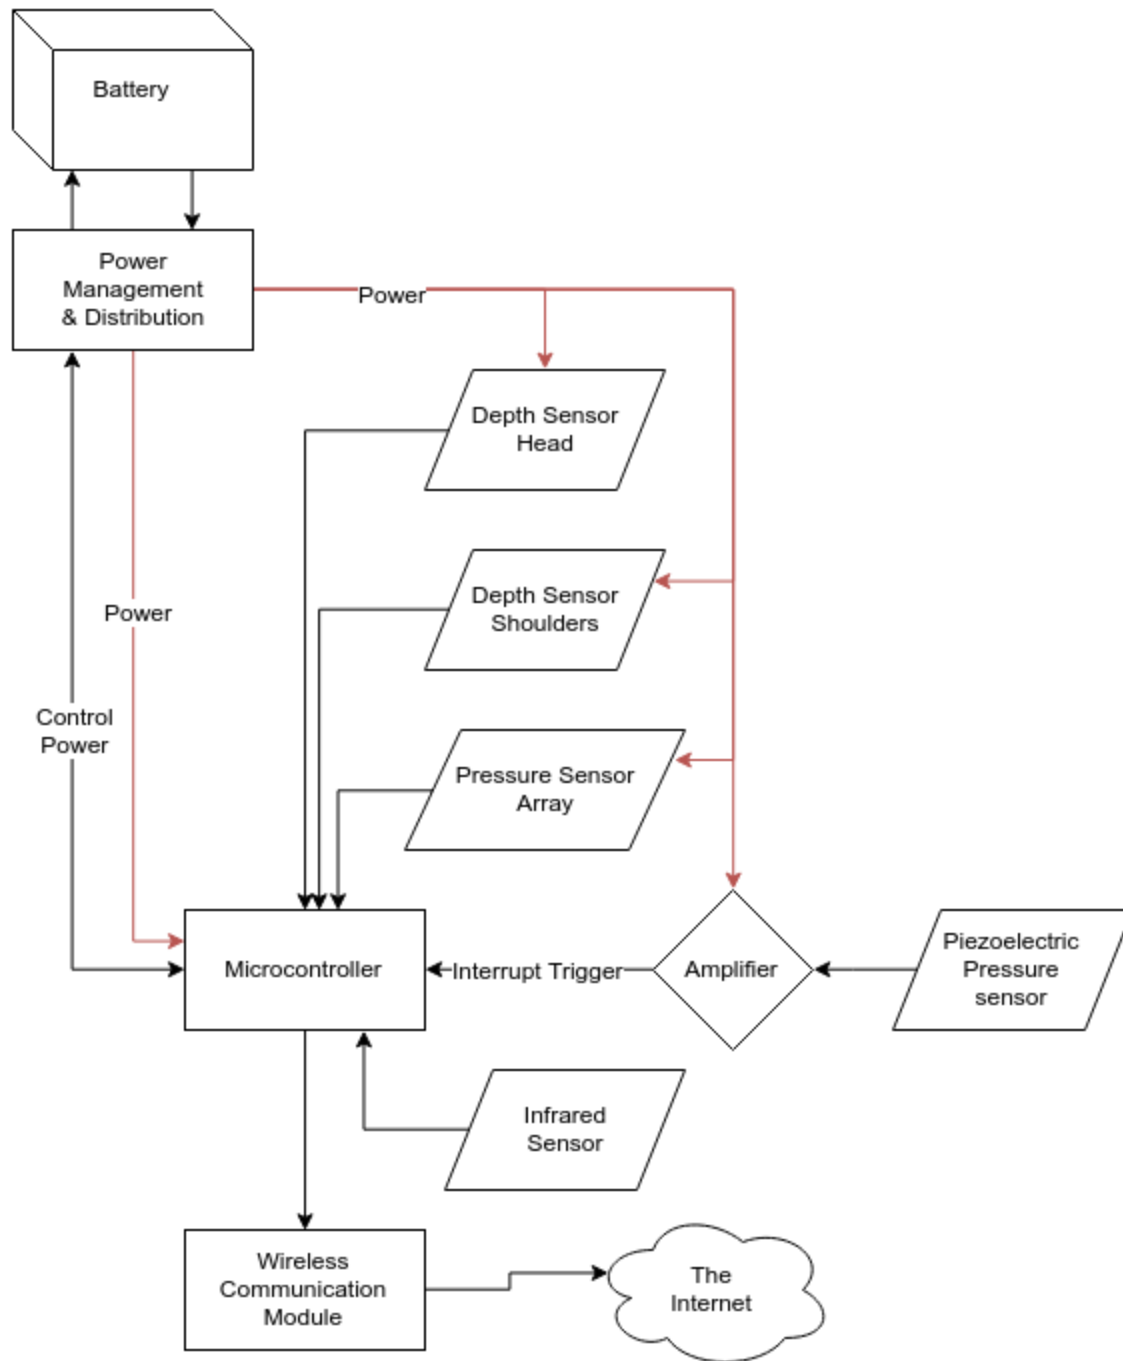 Battery
Power
Management
& Distribution
Power
Depth Sensor
Head
Depth Sensor
Shoulders
Power
Control
Power
Pressure Sensor
Array
Microcontroller
Interrupt Trigger
Amplifier
Piezoelectric
Pressure
sensor
Infrared
Sensor
Wireless
Communication
Module
The
Internet